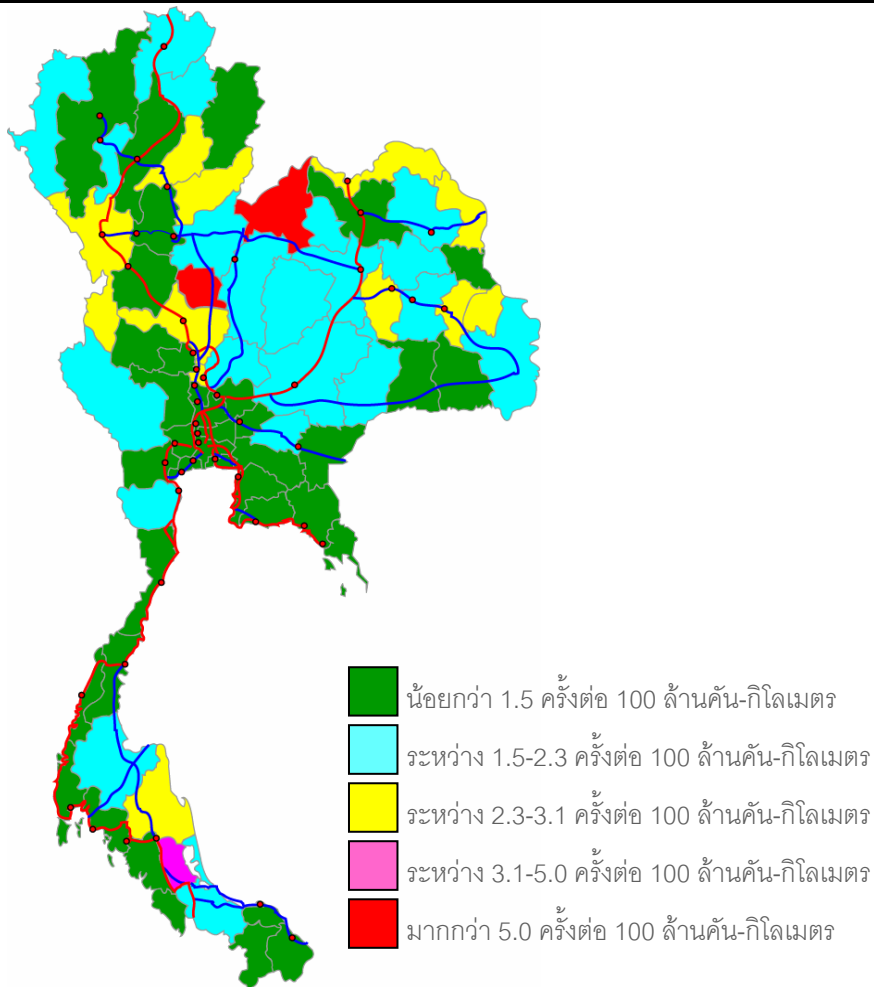 น้อยกว่า 1.5 ครั้งต่อ 100 ล้านคัน-กิโลเมตร
ระหว่าง 1.5-2.3 ครั้งต่อ 100 ล้านคัน-กิโลเมตร
ระหว่าง 2.3-3.1 ครั้งต่อ 100 ล้านคัน-กิโลเมตร
ระหว่าง 3.1-5.0 ครั้งต่อ 100 ล้านคัน-กิโลเมตร
มากกว่า 5.0 ครั้งต่อ 100 ล้านคัน-กิโลเมตร